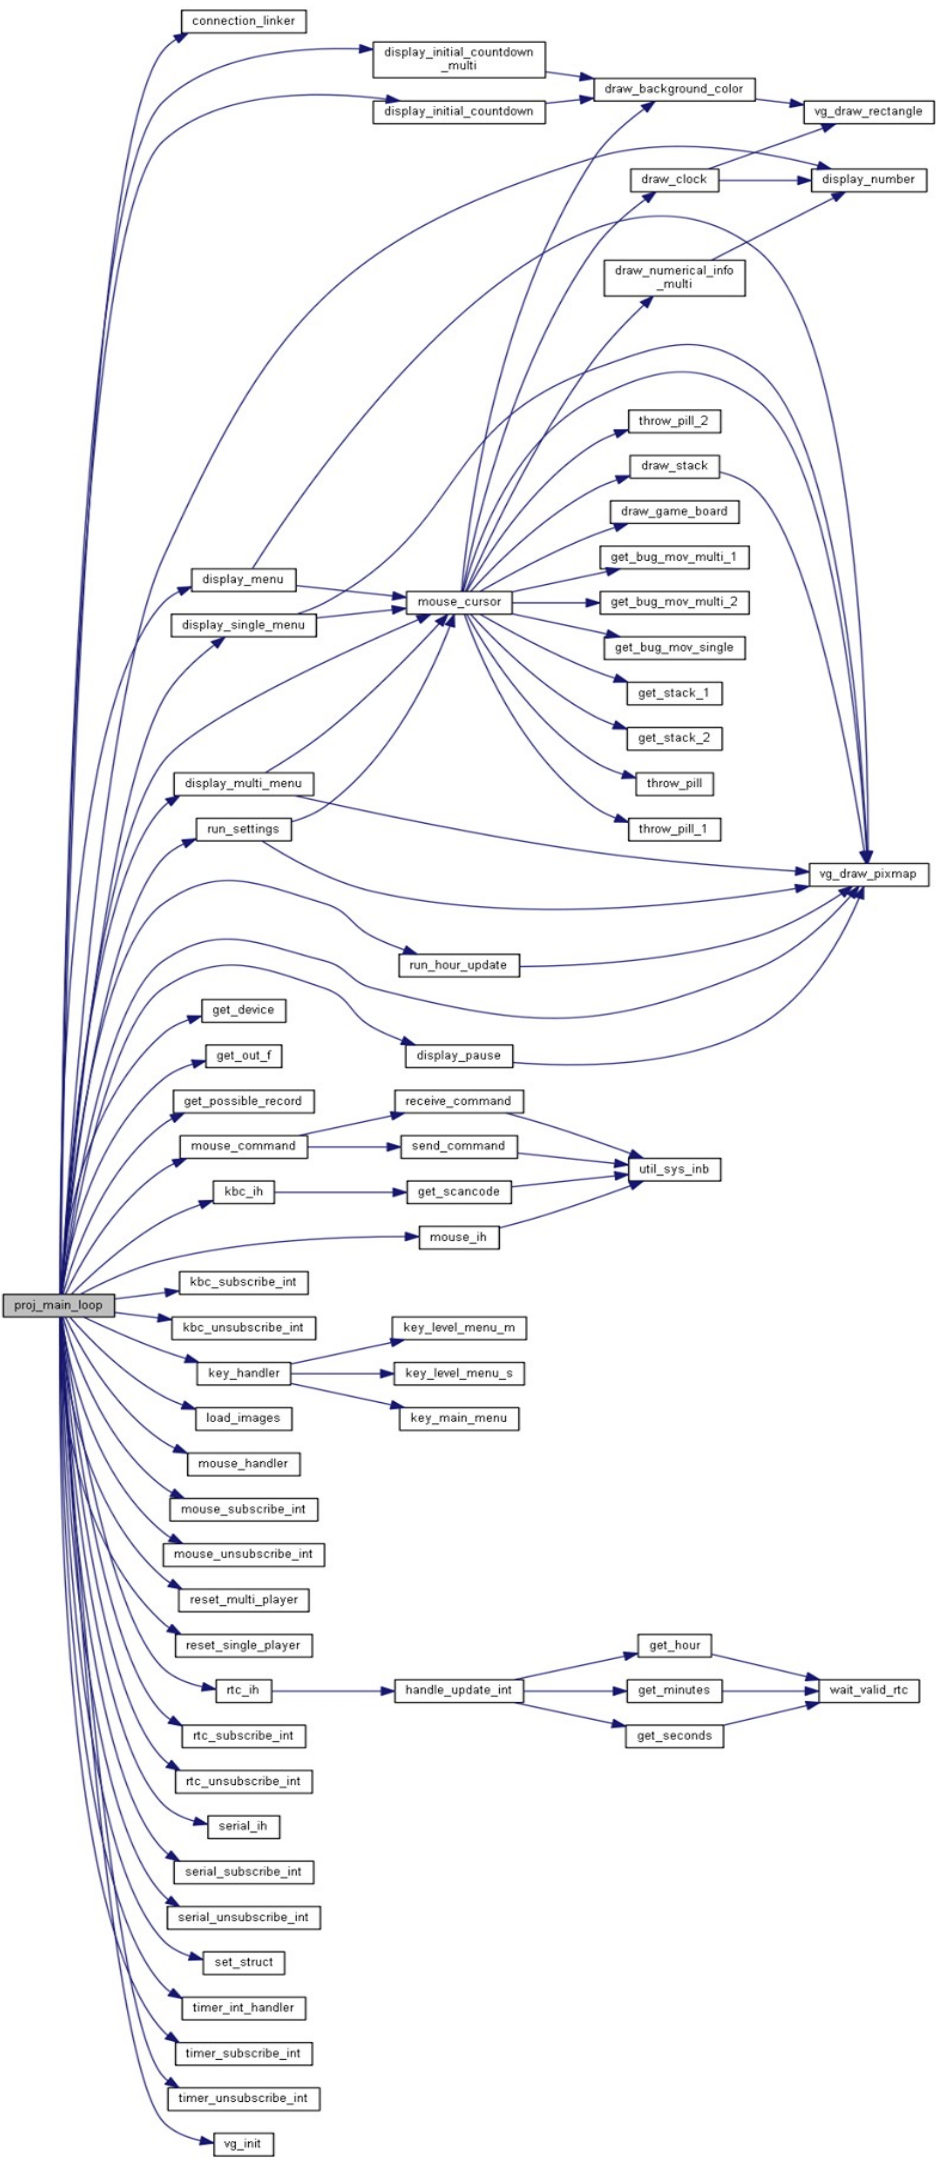 connection_linker
display_initial_countdown
_multi
draw_background_color
display_initial_countdown
vg_draw_rectangle
draw_clock
display_number
draw_numerical_info
_multi
throw_pill_2
draw_stack
draw_game_board
get_bug_mov_multi_1
display_menu
mouse_cursor
get_bug_mov_multi_2
display_single_menu
get_bug_mov_single
get_stack_1
get_stack_2
display_multi_menu
throw_pill
run_settings
throw_pill_1
vg_draw_pixmap
run_hour_update
get_device
get_out_f
display_pause
get_possible_record
receive_command
mouse_command
send_command
util_sys_inb
kbc_ih
get_scancode
mouse_ih
kbc_subscribe_int
proj_main_loop
kbc_unsubscribe_int
key_level_menu_m
key_handler
key_level_menu_s
load_images
key_main_menu
mouse_handler
mouse_subscribe_int
mouse_unsubscribe_int
reset_multi_player
reset_single_player
get_hour
rtc_ih
handle_update_int
get_minutes
wait_valid_rtc
rtc_subscribe_int
get_seconds
rtc_unsubscribe_int
serial_ih
serial_subscribe_int
serial_unsubscribe_int
set_struct
timer_int_handler
timer_subscribe_int
timer_unsubscribe_int
vg_init